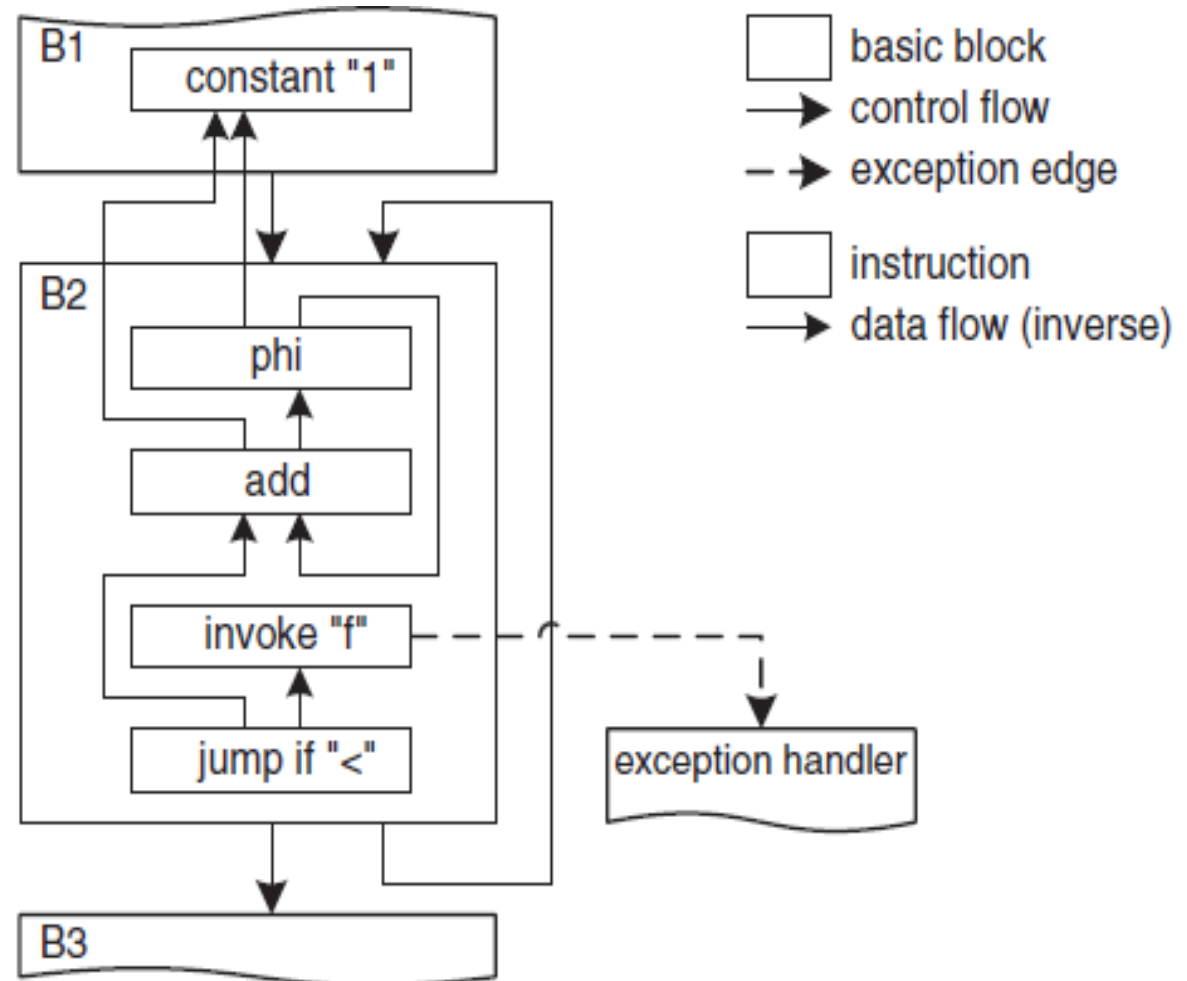 B1
constant "1"
B2
phi
add
invoke "f"
jump if "<"
exception handler
B3
basic block
control flow
exception edge
instruction
data flow (inverse)